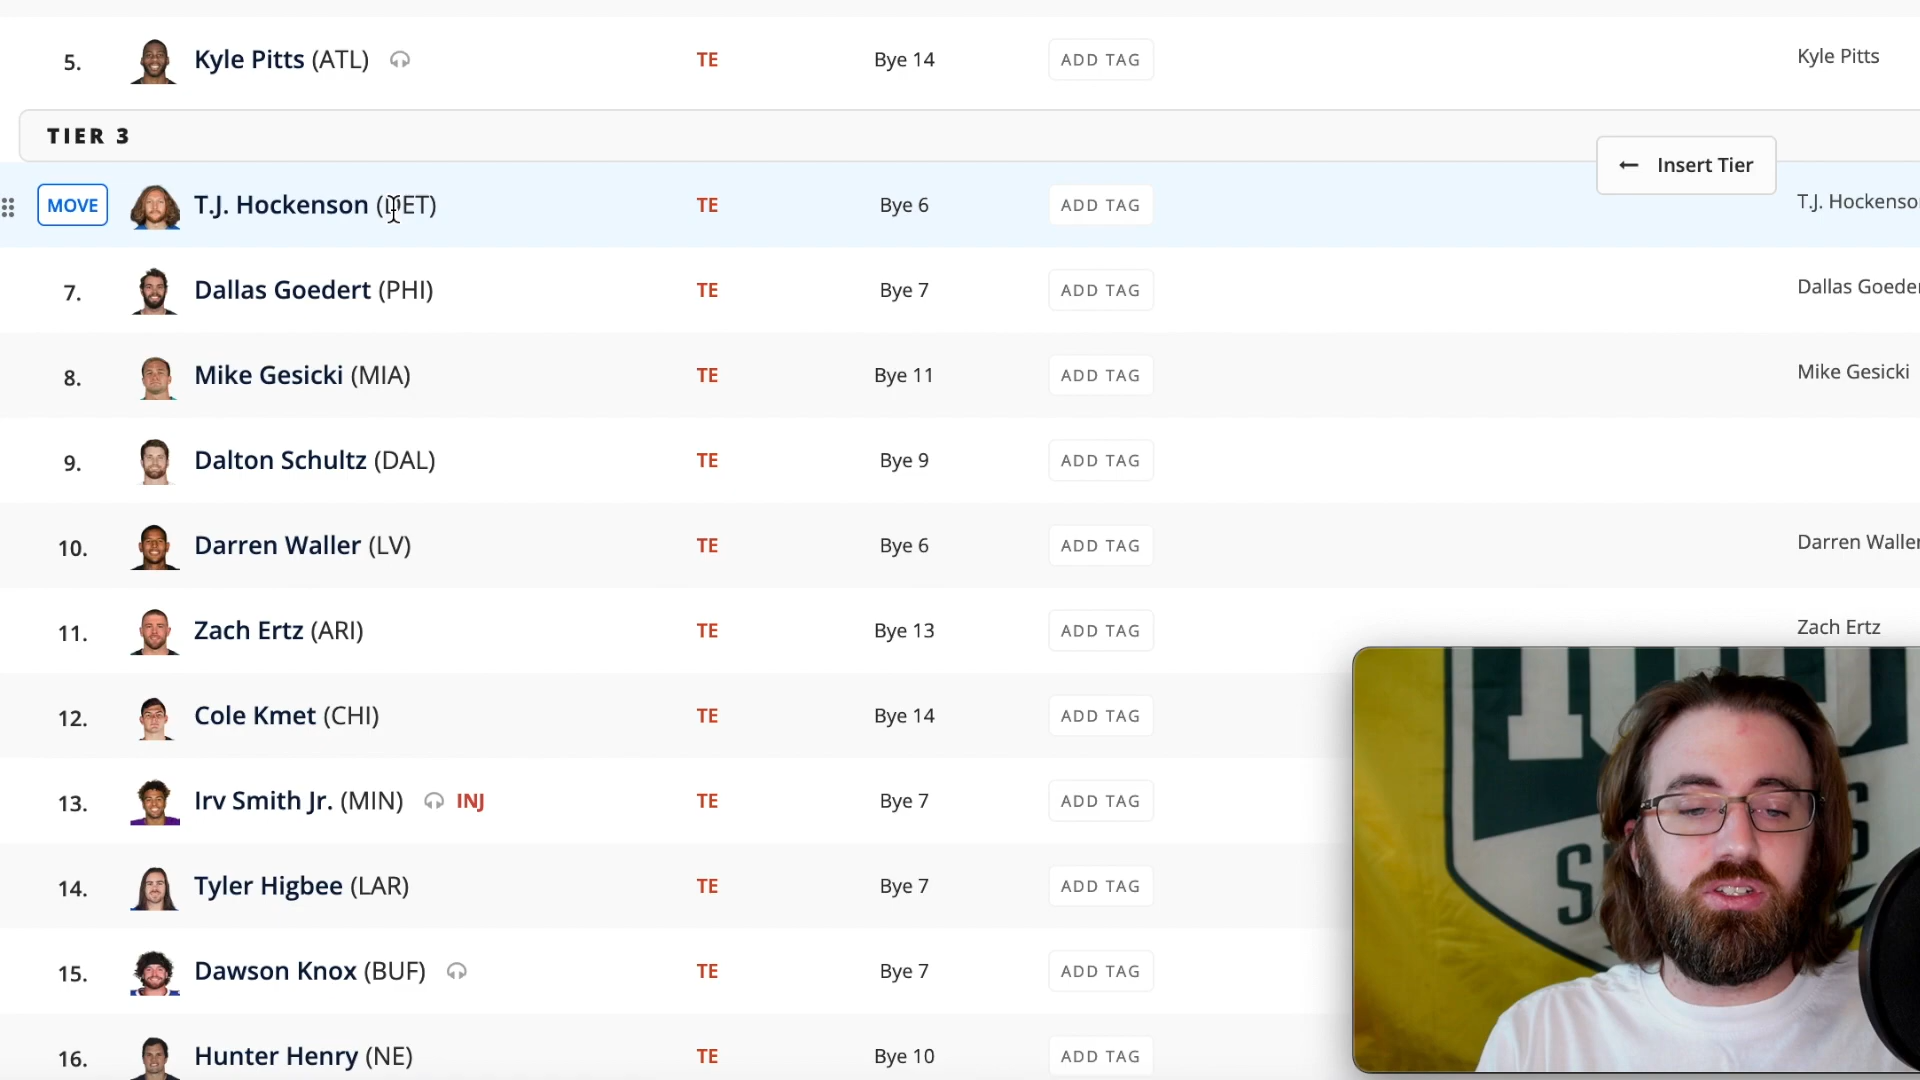 5. Kyle Pitts (ATL) TE Bye 14 ADD TAG Kyle Pitts
TIER 3
← Insert Tier
MOVE T.J. Hockenson (DET) TE Bye 6 ADD TAG T.J. Hockenso
7. Dallas Goedert (PHI) TE Bye 7 ADD TAG Dallas Goeder
8. Mike Gesicki (MIA) TE Bye 11 ADD TAG Mike Gesicki
9. Dalton Schultz (DAL) TE Bye 9 ADD TAG
10. Darren Waller (LV) TE Bye 6 ADD TAG Darren Waller
11. Zach Ertz (ARI) TE Bye 13 ADD TAG Zach Ertz
12. Cole Kmet (CHI) TE Bye 14 ADD TAG
13. Irv Smith Jr. (MIN) INJ TE Bye 7 ADD TAG
14. Tyler Higbee (LAR) TE Bye 7 ADD TAG
15. Dawson Knox (BUF) TE Bye 7 ADD TAG
16. Hunter Henry (NE) TE Bye 10 ADD TAG